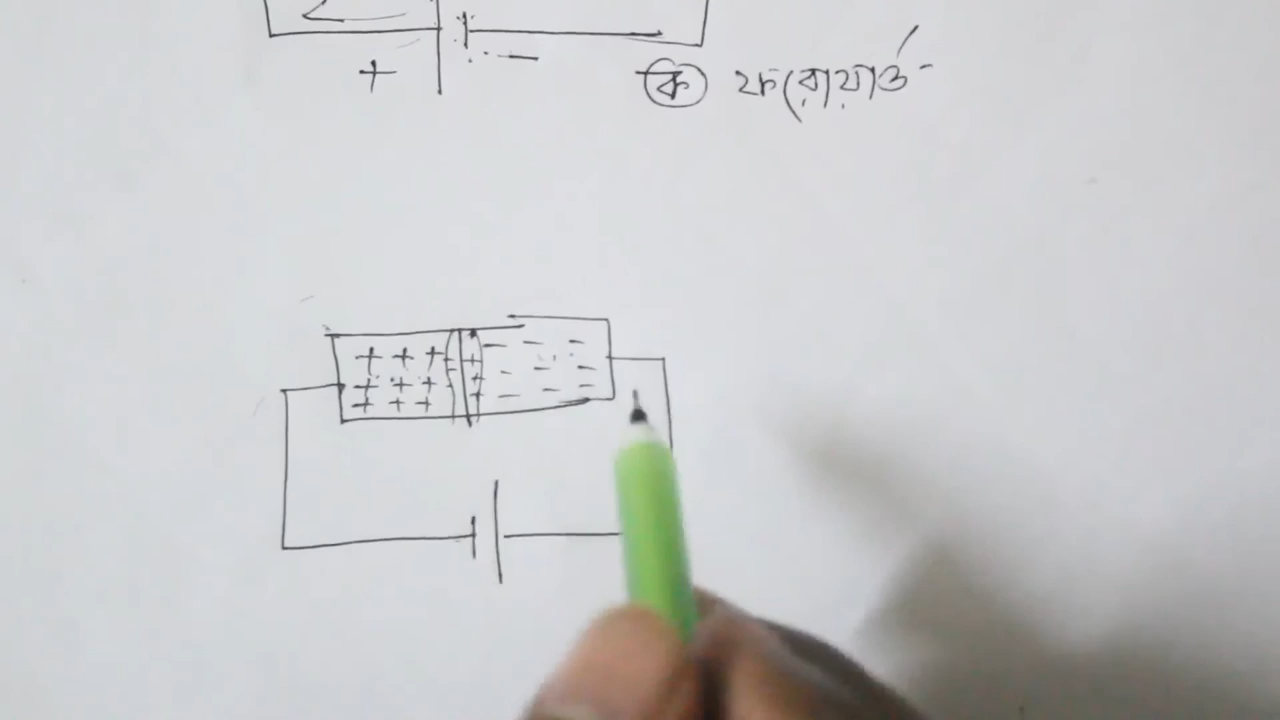 + -
ক ফরোয়ার্ড
+ + + - - -
+ + + + - - -
+ + + + - - -